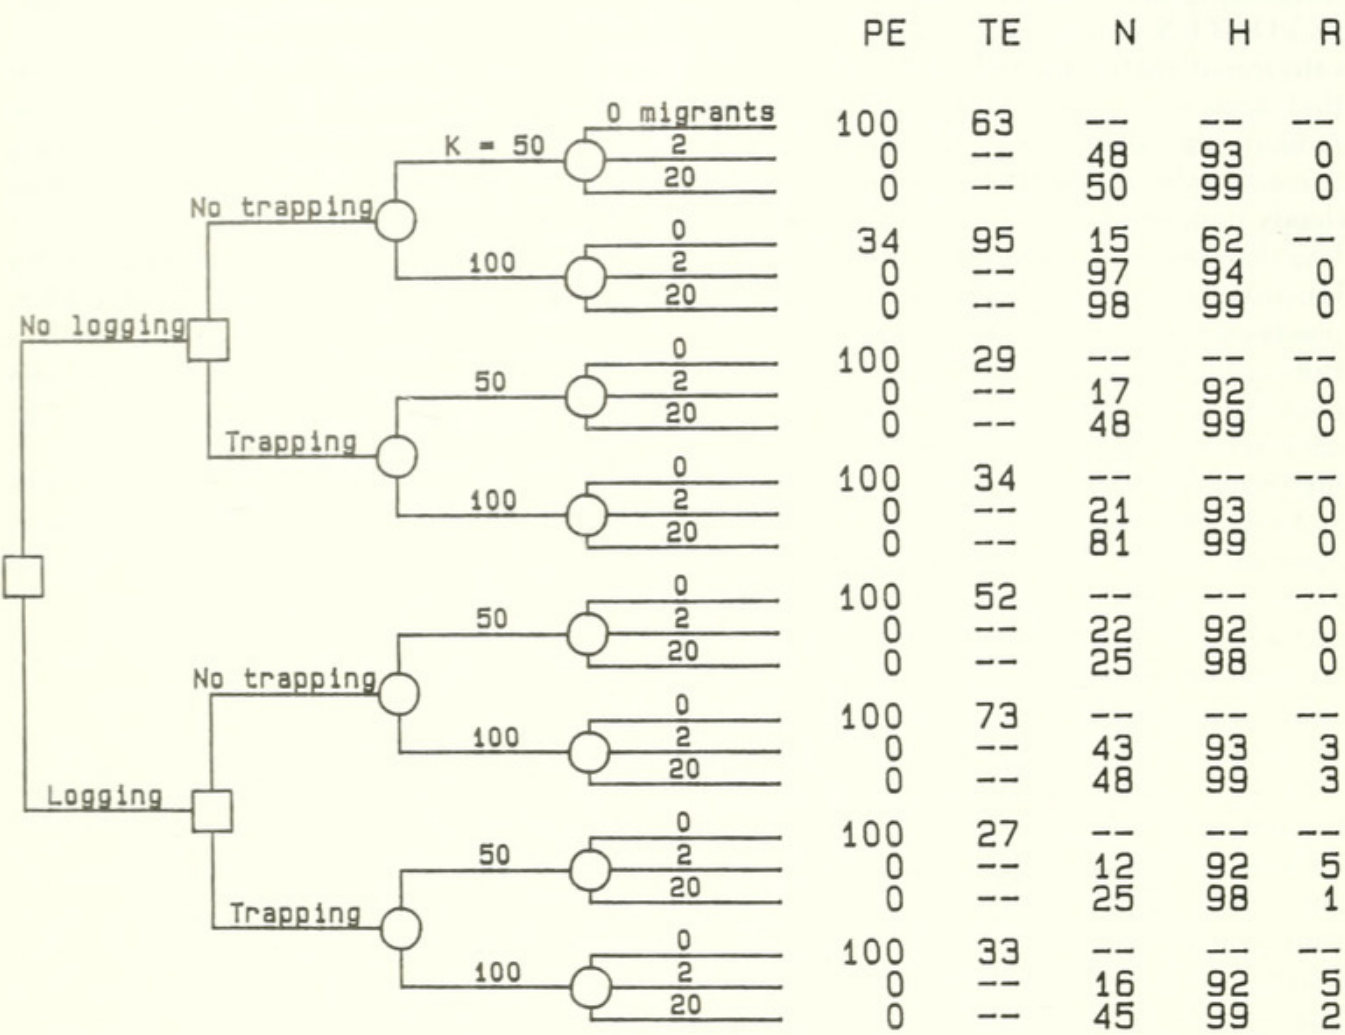 PE TE N H R
0 migrants 100 63 -- -- --
K = 50 2 0 -- 48 93 0
20 0 -- 50 99 0
No trapping
0 34 95 15 62 --
100 2 0 -- 97 94 0
20 0 -- 98 99 0
No logging
0 100 29 -- -- --
50 2 0 -- 17 92 0
20 0 -- 48 99 0
Trapping
0 100 34 -- -- --
100 2 0 -- 21 93 0
20 0 -- 81 99 0
0 100 52 -- -- --
50 2 0 -- 22 92 0
20 0 -- 25 98 0
No trapping
0 100 73 -- -- --
100 2 0 -- 43 93 3
20 0 -- 48 99 3
Logging
0 100 27 -- -- --
50 2 0 -- 12 92 5
20 0 -- 25 98 1
Trapping
0 100 33 -- -- --
100 2 0 -- 16 92 5
20 0 -- 45 99 2